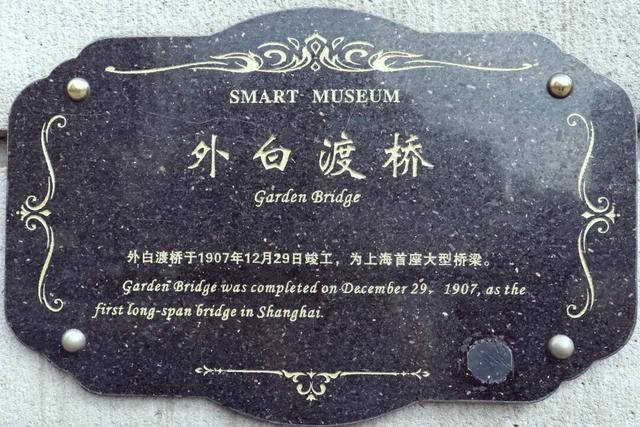 SMART MUSEUM
外白渡桥
Garden Bridge
外白渡桥于1907年12月29日竣工，为上海首座大型桥梁。
Garden Bridge was completed on December 29, 1907, as the
first long-span bridge in Shanghai.